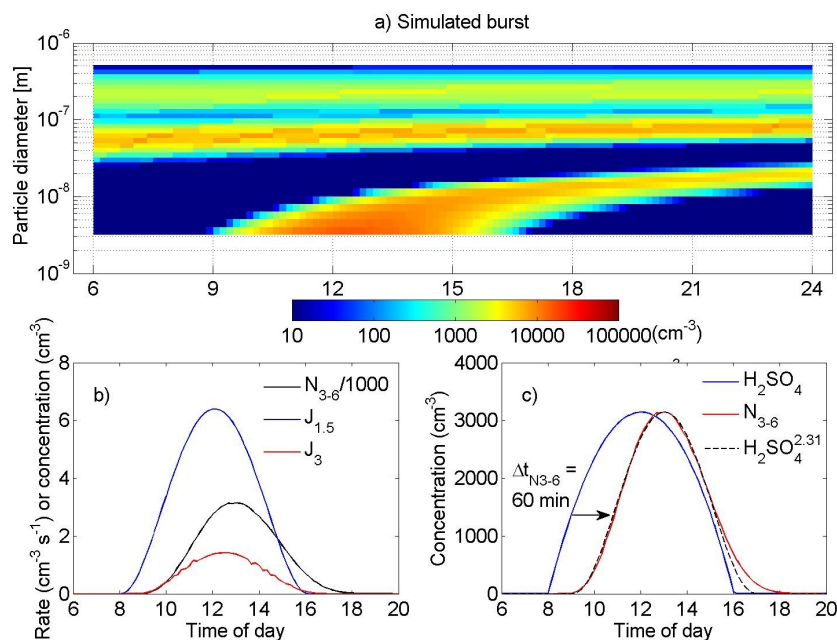 a) Simulated burst
Particle diameter [m]
10⁻⁶
10⁻⁷
10⁻⁸
10⁻⁹
6 9 12 15 18 21 24
10 100 1000 10000 100000(cm⁻³)
b)
Rate (cm⁻³ s⁻¹) or concentration (cm⁻³)
8
6
4
2
0
N₃₋₆/1000
J₁.₅
J₃
6 8 10 12 14 16 18 20
Time of day
c)
Concentration (cm⁻³)
4000
3000
2000
1000
0
H₂SO₄
N₃₋₆
H₂SO₄²·³¹
Δt_N3-6 =
60 min
6 8 10 12 14 16 18 20
Time of day